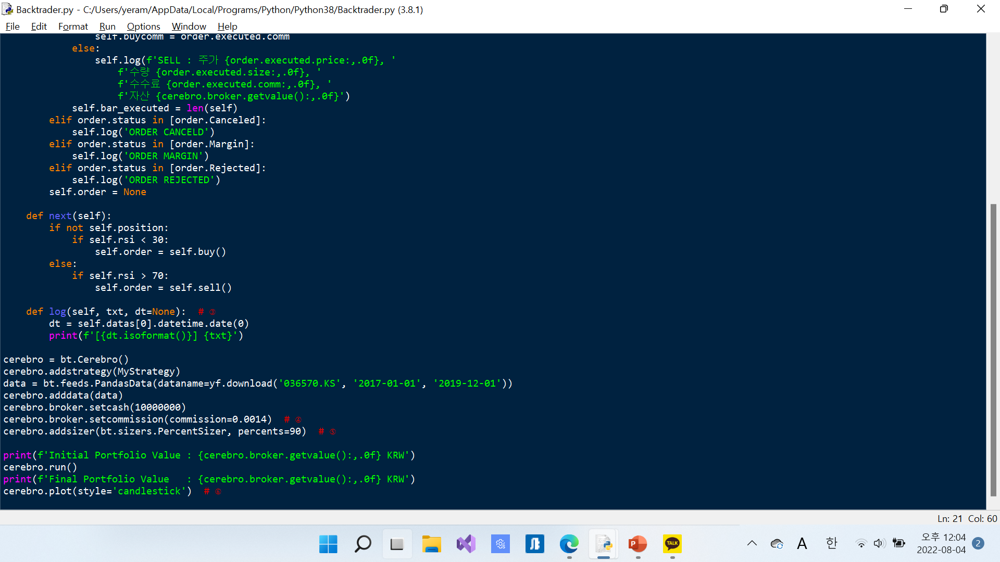 Backtrader.py - C:/Users/yeram/AppData/Local/Programs/Python/Python38/Backtrader.py (3.8.1)
File Edit Format Run Options Window Help
self.buycomm = order.executed.comm
else:
self.log(f'SELL : 주가 {order.executed.price:,.0f}, '
f'수량 {order.executed.size:,.0f}, '
f'수수료 {order.executed.comm:,.0f}, '
f'자산 {cerebro.broker.getvalue():,.0f}')
self.bar_executed = len(self)
elif order.status in [order.Canceled]:
self.log('ORDER CANCELD')
elif order.status in [order.Margin]:
self.log('ORDER MARGIN')
elif order.status in [order.Rejected]:
self.log('ORDER REJECTED')
self.order = None
def next(self):
if not self.position:
if self.rsi < 30:
self.order = self.buy()
else:
if self.rsi > 70:
self.order = self.sell()
def log(self, txt, dt=None):  # ③
dt = self.datas[0].datetime.date(0)
print(f'[{dt.isoformat()}] {txt}')
cerebro = bt.Cerebro()
cerebro.addstrategy(MyStrategy)
data = bt.feeds.PandasData(dataname=yf.download('036570.KS', '2017-01-01', '2019-12-01'))
cerebro.adddata(data)
cerebro.broker.setcash(10000000)
cerebro.broker.setcommission(commission=0.0014)  # ④
cerebro.addsizer(bt.sizers.PercentSizer, percents=90)  # ⑤
print(f'Initial Portfolio Value : {cerebro.broker.getvalue():,.0f} KRW')
cerebro.run()
print(f'Final Portfolio Value   : {cerebro.broker.getvalue():,.0f} KRW')
cerebro.plot(style='candlestick')  # ⑥
Ln: 21 Col: 60
P
TALK
A
한
오후 12:04
2022-08-04
2